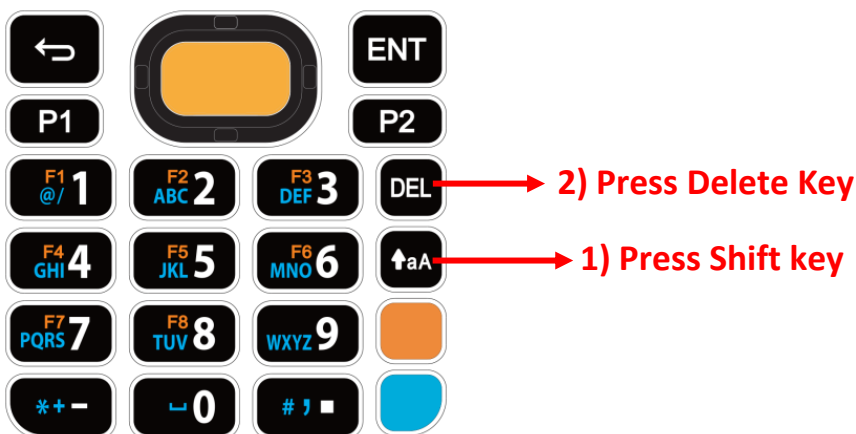 ENT
P1 P2
F1 @/ 1 F2 ABC 2 F3 DEF 3 DEL 2) Press Delete Key
F4 GHI 4 F5 JKL 5 F6 MNO 6 aA 1) Press Shift key
F7 PQRS 7 F8 TUV 8 WXYZ 9
*+- ⎵0 #,.